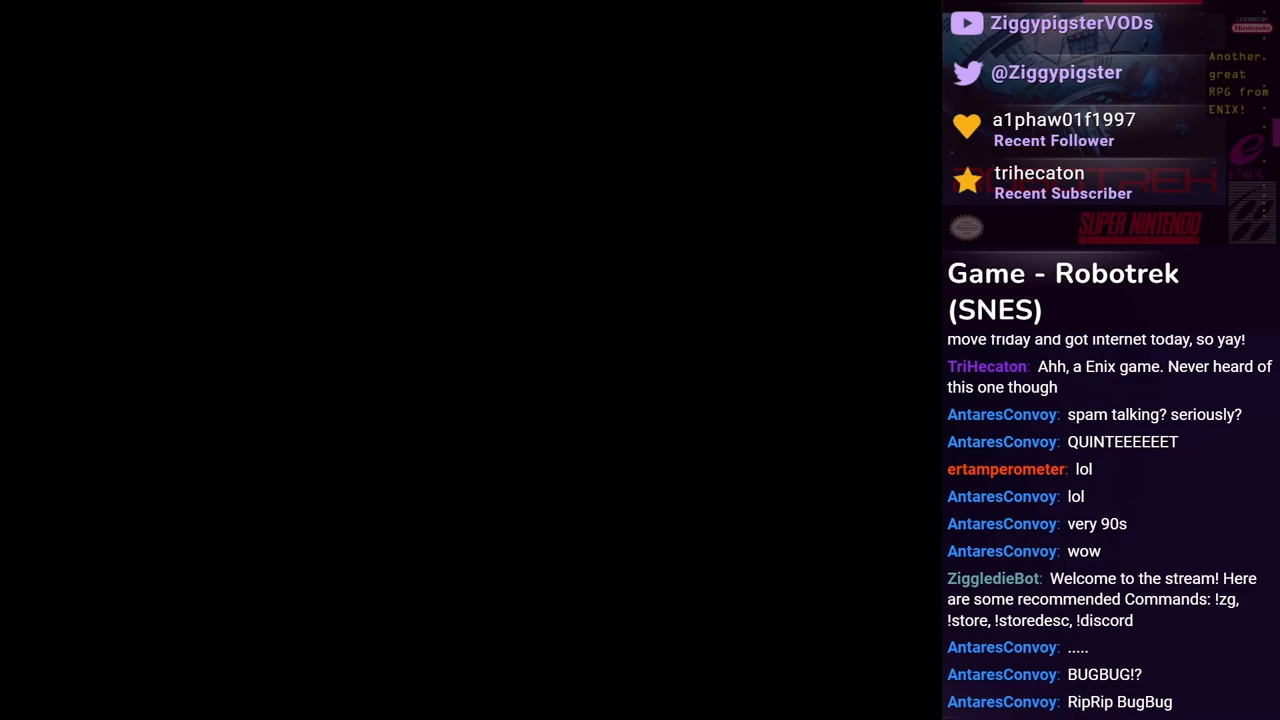 ZiggypigsterVODs
LICENSED BY
Nintendo
Another
great
RPG from
ENIX!
@Ziggypigster
a1phaw01f1997
Recent Follower
trihecaton
Recent Subscriber
SUPER NINTENDO
Game - Robotrek
(SNES)
move friday and got internet today, so yay!
TriHecaton: Ahh, a Enix game. Never heard of
this one though
AntaresConvoy: spam talking? seriously?
AntaresConvoy: QUINTEEEEEET
ertamperometer: lol
AntaresConvoy: lol
AntaresConvoy: very 90s
AntaresConvoy: wow
ZiggledieBot: Welcome to the stream! Here
are some recommended Commands: !zg,
!store, !storedesc, !discord
AntaresConvoy: .....
AntaresConvoy: BUGBUG!?
AntaresConvoy: RipRip BugBug